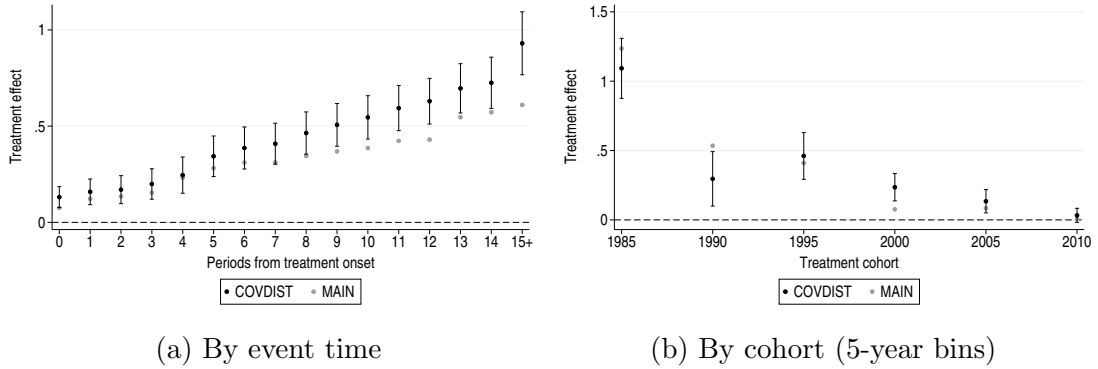 Treatment effect
1
.5
0
0 1 2 3 4 5 6 7 8 9 10 11 12 13 14 15+
Periods from treatment onset
COVDIST MAIN
(a) By event time
Treatment effect
1.5
1
.5
0
1985 1990 1995 2000 2005 2010
Treatment cohort
COVDIST MAIN
(b) By cohort (5-year bins)